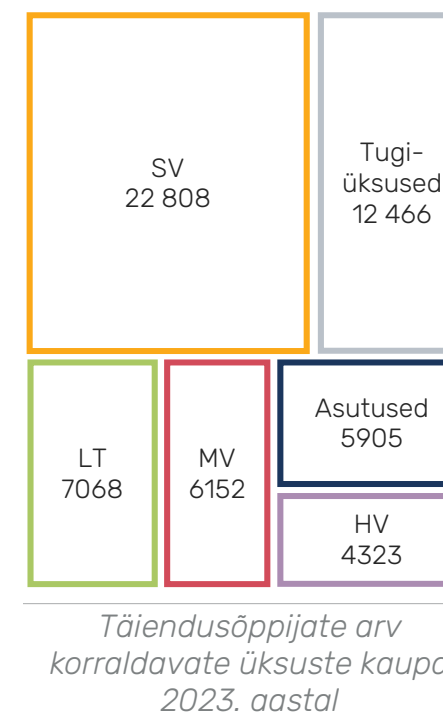 SV
22 808
Tugi-
üksused
12 466
LT
7068
MV
6152
Asutused
5905
HV
4323
Täiendusõppijate arv
korraldavate üksuste kaupa
2023. aastal